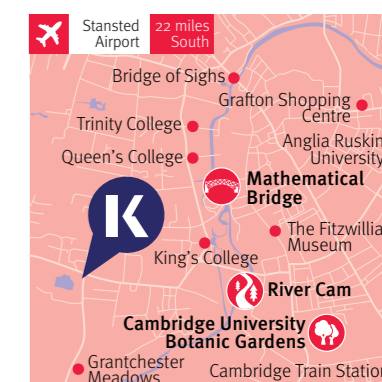 Stansted
Airport
22 miles
South
Bridge of Sighs
Grafton Shopping
Centre
Trinity College
Anglia Ruskin
University
Queen's College
Mathematical
Bridge
K
The Fitzwillia
Museum
King's College
River Cam
Cambridge University
Botanic Gardens
Grantchester
Meadows
Cambridge Train Station